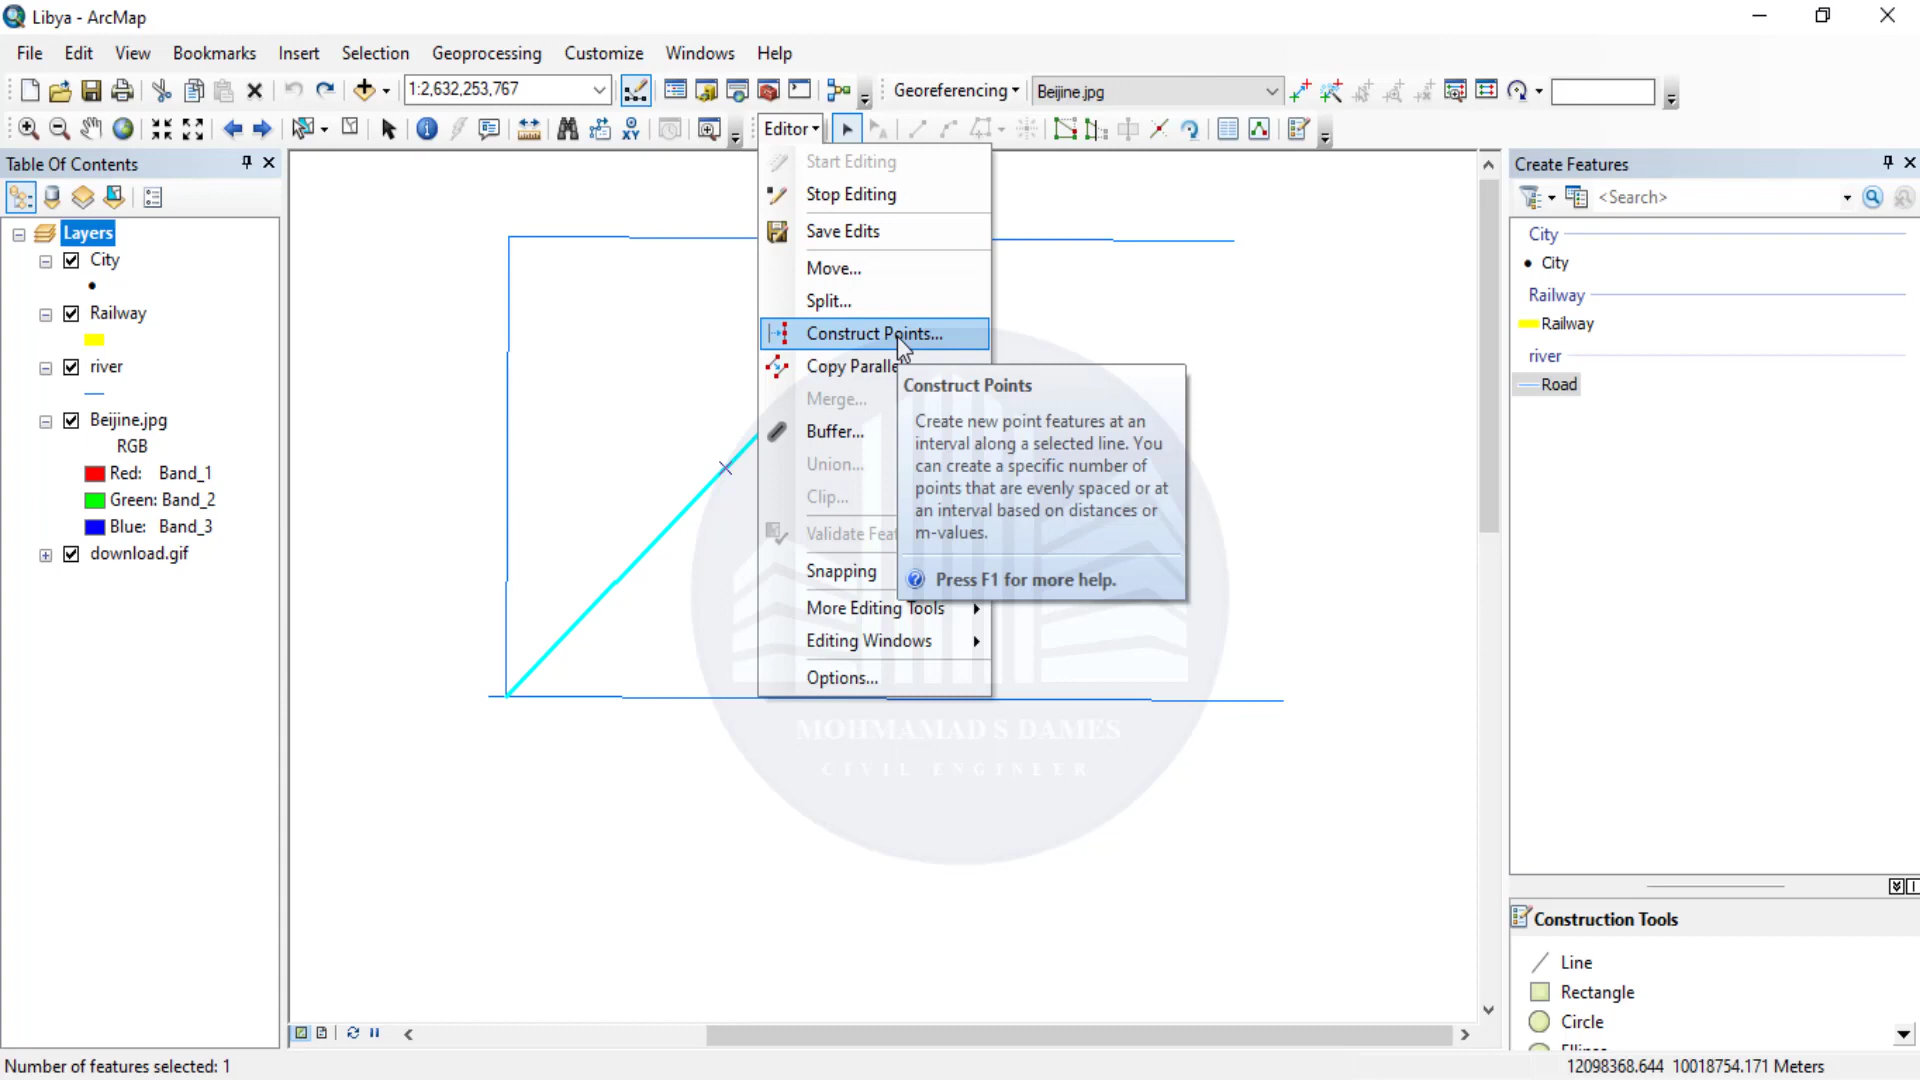 Libya - ArcMap
File Edit View Bookmarks Insert Selection Geoprocessing Customize Windows Help
1:2,632,253,767
Georeferencing
Beijine.jpg
XY
Editor
Table Of Contents
Layers
City
Railway
river
Beijine.jpg
RGB
Red: Band_1
Green: Band_2
Blue: Band_3
download.gif
Start Editing
Stop Editing
Save Edits
Move...
Split...
Construct Points...
Copy Paralle
Merge...
Buffer...
Union...
Clip...
Validate Feat
Snapping
More Editing Tools
Editing Windows
Options...
Construct Points
Create new point features at an
interval along a selected line. You
can create a specific number of
points that are evenly spaced or at
an interval based on distances or
m-values.
Press F1 for more help.
MOHMAMAD S DAMES
CIVIL ENGINEER
Create Features
<Search>
City
City
Railway
Railway
river
Road
Construction Tools
Line
Rectangle
Circle
Number of features selected: 1
12098368.644 10018754.171 Meters